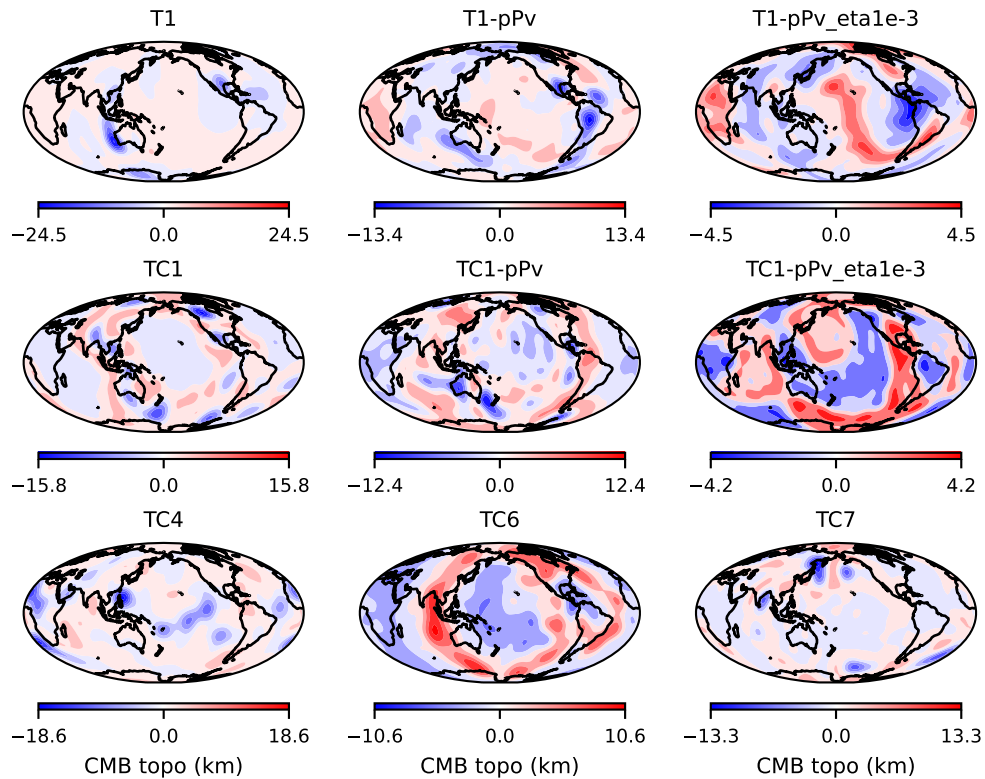 T1 T1-pPv T1-pPv_eta1e-3
−24.5 0.0 24.5 −13.4 0.0 13.4 −4.5 0.0 4.5
TC1 TC1-pPv TC1-pPv_eta1e-3
−15.8 0.0 15.8 −12.4 0.0 12.4 −4.2 0.0 4.2
TC4 TC6 TC7
−18.6 0.0 18.6 −10.6 0.0 10.6 −13.3 0.0 13.3
CMB topo (km) CMB topo (km) CMB topo (km)